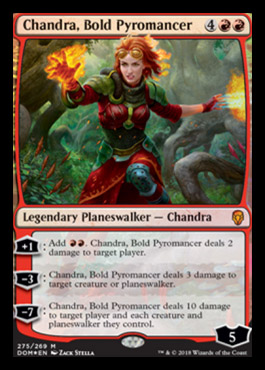 Chandra, Bold Pyromancer 4
Legendary Planeswalker — Chandra
+1: Add. Chandra, Bold Pyromancer deals 2
damage to target player.
-3: Chandra, Bold Pyromancer deals 3 damage to
target creature or planeswalker.
-7: Chandra, Bold Pyromancer deals 10 damage
to target player and each creature and
planeswalker they control.
5
275/269 M
DOM★EN Zack Stella
™ & © 2018 Wizards of the Coast